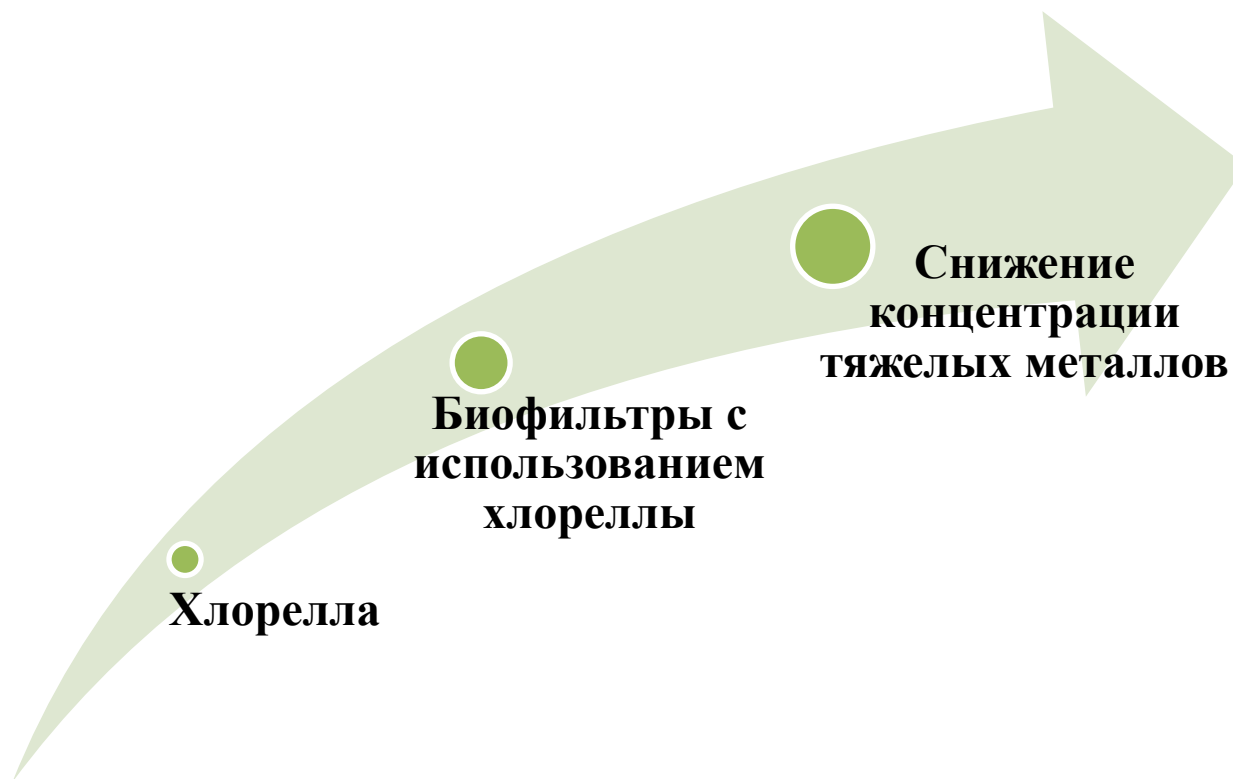 Снижение
концентрации
тяжелых металлов
Биофильтры с
использованием
хлореллы
Хлорелла